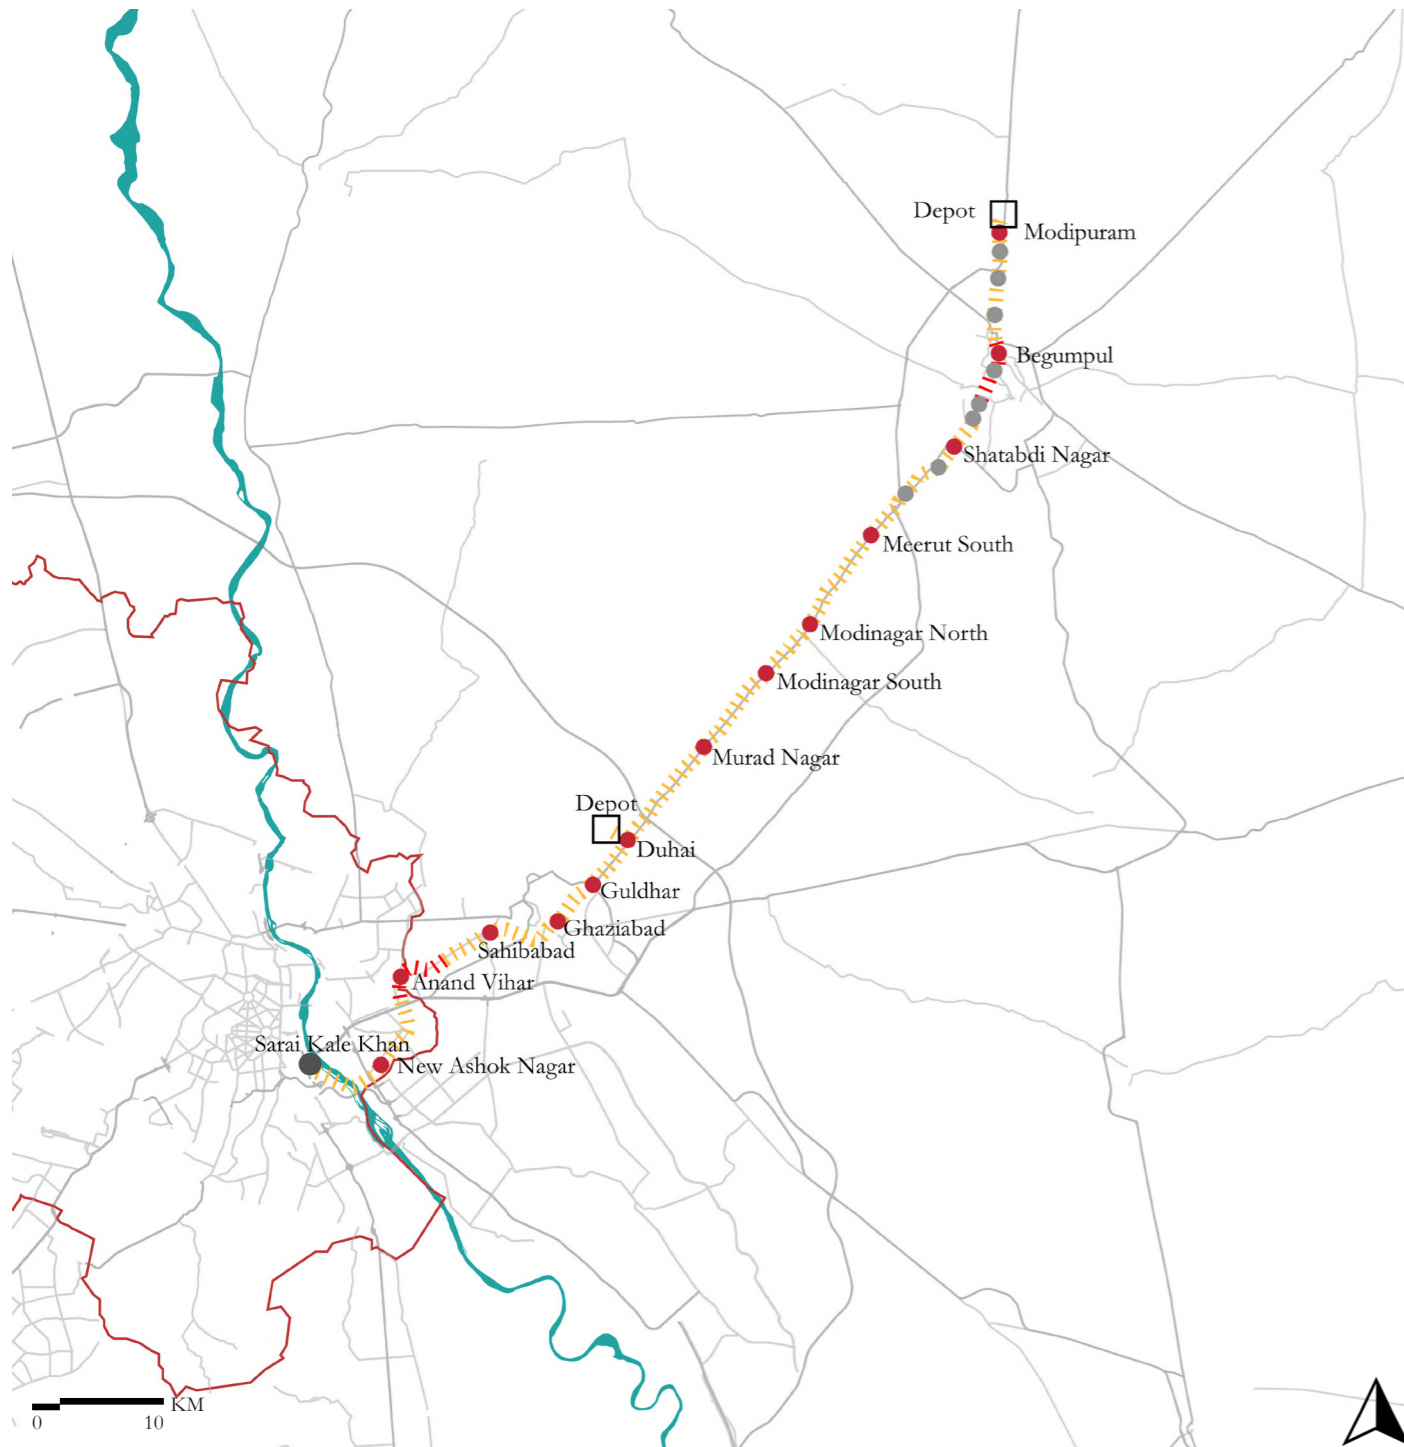 Depot
Modipuram
Begumpul
Shatabdi Nagar
Meerut South
Modinagar North
Modinagar South
Murad Nagar
Depot
Duhai
Guldhar
Ghaziabad
Sahibabad
Anand Vihar
Sarai Kale Khan
New Ashok Nagar
KM
0 10